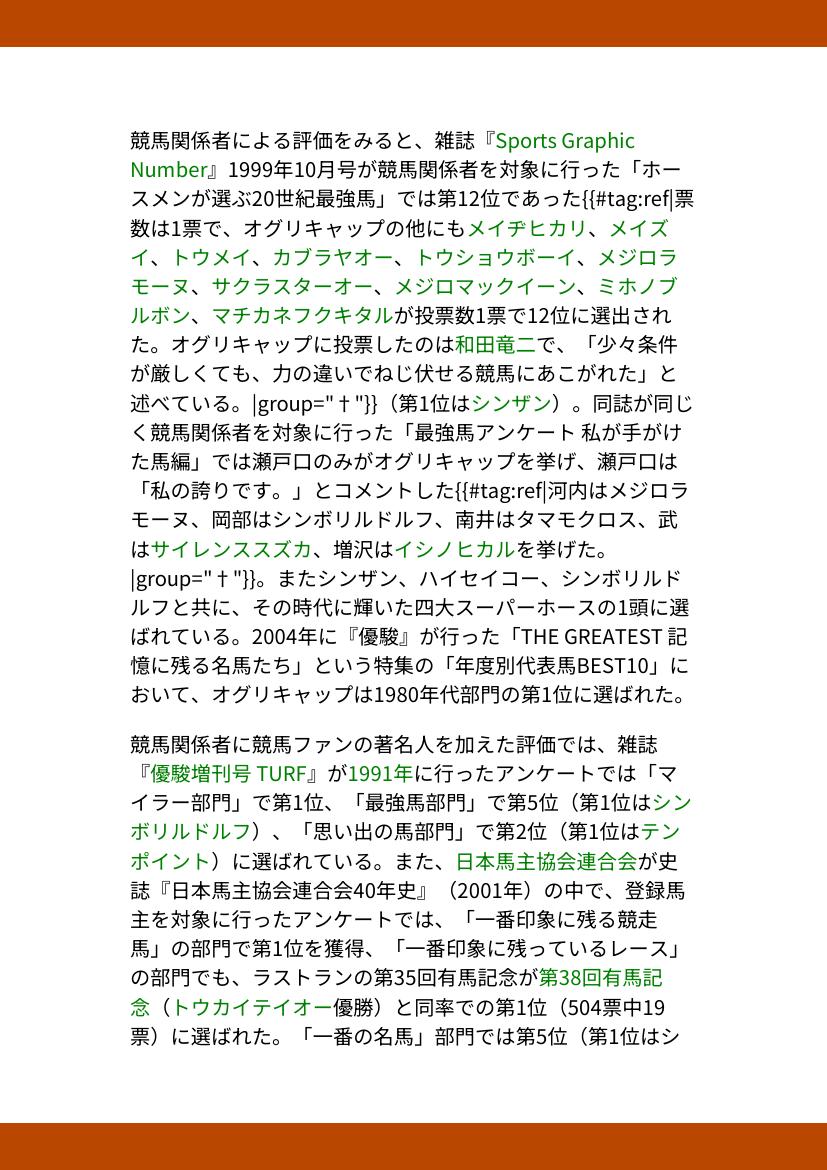 競馬関係者による評価をみると、雑誌『Sports Graphic
Number』1999年10月号が競馬関係者を対象に行った「ホー
スメンが選ぶ20世紀最強馬」では第12位であった{{#tag:ref|票
数は1票で、オグリキャップの他にもメイヂヒカリ、メイズ
イ、トウメイ、カブラヤオー、トウショウボーイ、メジロラ
モーヌ、サクラスターオー、メジロマックイーン、ミホノブ
ルボン、マチカネフクキタルが投票数1票で12位に選出され
た。オグリキャップに投票したのは和田竜二で、「少々条件
が厳しくても、力の違いでねじ伏せる競馬にあこがれた」と
述べている。|group="†"}}（第1位はシンザン）。同誌が同じ
く競馬関係者を対象に行った「最強馬アンケート 私が手がけ
た馬編」では瀬戸口のみがオグリキャップを挙げ、瀬戸口は
「私の誇りです。」とコメントした{{#tag:ref|河内はメジロラ
モーヌ、岡部はシンボリルドルフ、南井はタマモクロス、武
はサイレンススズカ、増沢はイシノヒカルを挙げた。
|group="†"}}。またシンザン、ハイセイコー、シンボリルド
ルフと共に、その時代に輝いた四大スーパーホースの1頭に選
ばれている。2004年に『優駿』が行った「THE GREATEST 記
憶に残る名馬たち」という特集の「年度別代表馬BEST10」に
おいて、オグリキャップは1980年代部門の第1位に選ばれた。
競馬関係者に競馬ファンの著名人を加えた評価では、雑誌
『優駿増刊号 TURF』が1991年に行ったアンケートでは「マ
イラー部門」で第1位、「最強馬部門」で第5位（第1位はシン
ボリルドルフ）、「思い出の馬部門」で第2位（第1位はテン
ポイント）に選ばれている。また、日本馬主協会連合会が史
誌『日本馬主協会連合会40年史』（2001年）の中で、登録馬
主を対象に行ったアンケートでは、「一番印象に残る競走
馬」の部門で第1位を獲得、「一番印象に残っているレース」
の部門でも、ラストランの第35回有馬記念が第38回有馬記
念（トウカイテイオー優勝）と同率での第1位（504票中19
票）に選ばれた。「一番の名馬」部門では第5位（第1位はシ